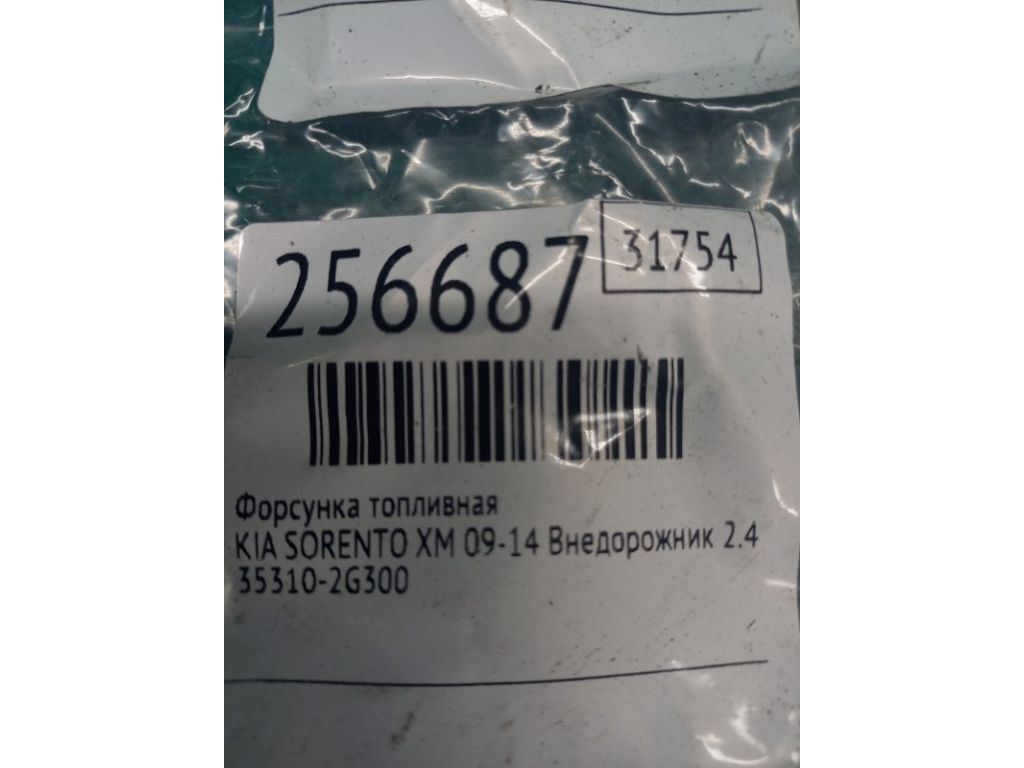 256687
31754
Форсунка топливная
KIA SORENTO XM 09-14 Внедорожник 2.4
35310-2G300